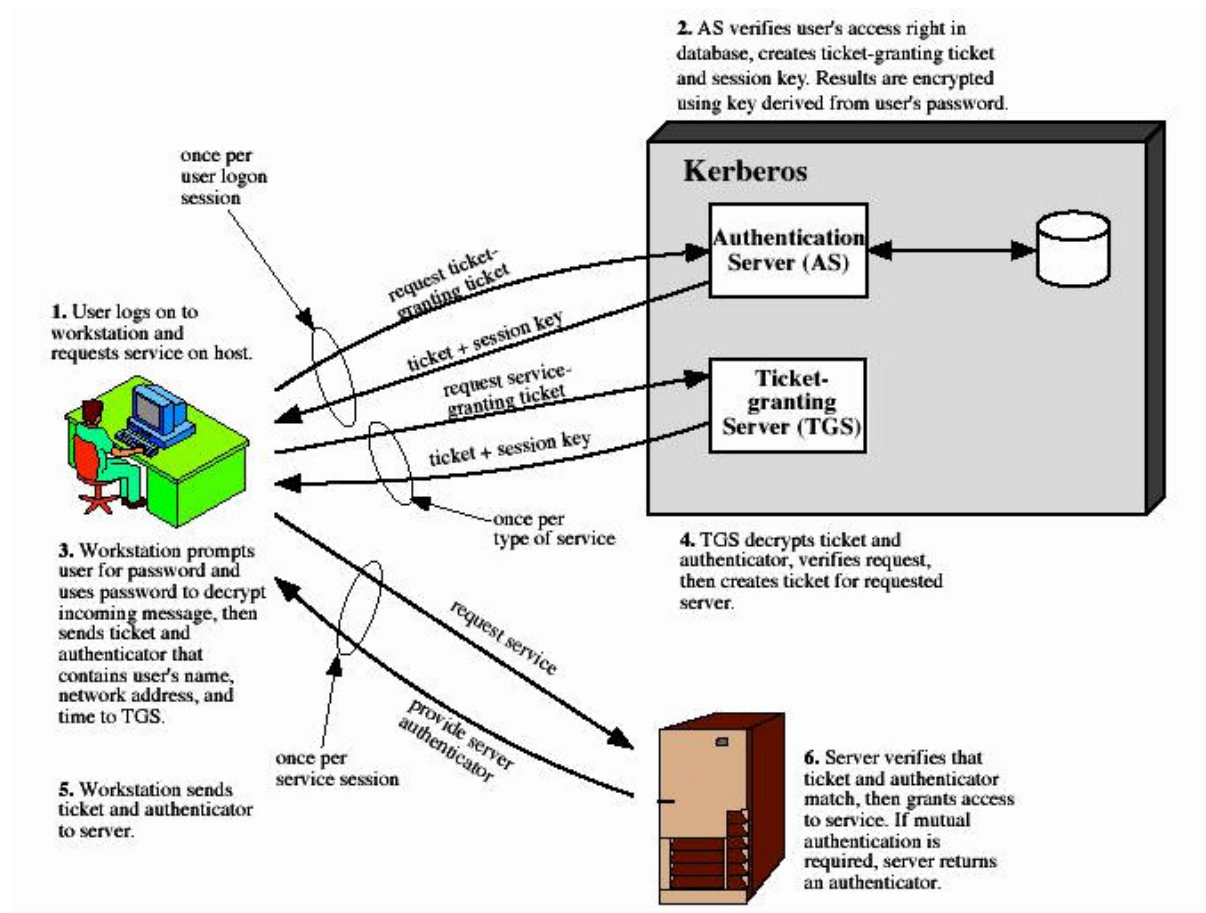 2. AS verifies user's access right in
database, creates ticket-granting ticket
and session key. Results are encrypted
using key derived from user's password.
once per
user logon
session
Kerberos
Authentication
Server (AS)
request ticket-
granting ticket
1. User logs on to
workstation and
requests service on host.
ticket + session key
request service-
granting ticket
Ticket-
granting
Server (TGS)
ticket + session key
once per
type of service
3. Workstation prompts
user for password and
uses password to decrypt
incoming message, then
sends ticket and
authenticator that
contains user's name,
network address, and
time to TGS.
4. TGS decrypts ticket and
authenticator, verifies request,
then creates ticket for requested
server.
request service
provide server
authenticator
once per
service session
5. Workstation sends
ticket and authenticator
to server.
6. Server verifies that
ticket and authenticator
match, then grants access
to service. If mutual
authentication is
required, server returns
an authenticator.